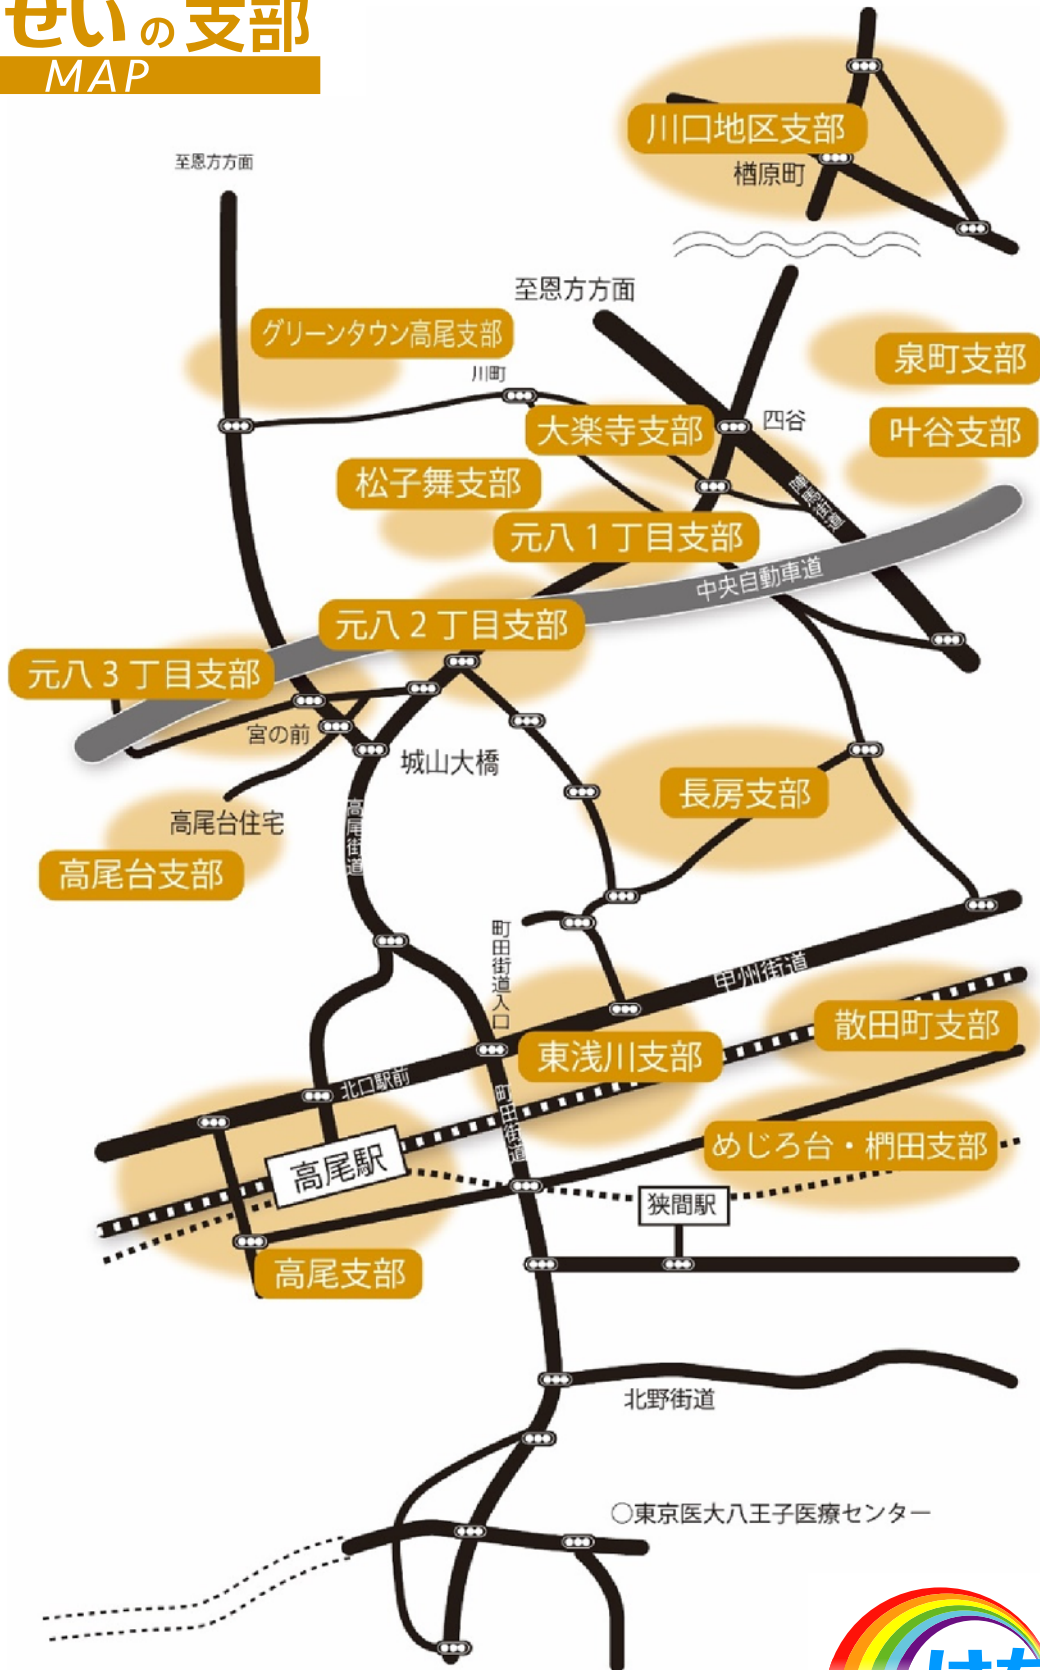 せいの支部
MAP
川口地区支部
楢原町
至恩方方面
至恩方方面
グリーンタウン高尾支部
川町
泉町支部
大楽寺支部
四谷
叶谷支部
松子舞支部
陣馬街道
元八1丁目支部
中央自動車道
元八2丁目支部
元八3丁目支部
宮の前
城山大橋
長房支部
高尾街道
高尾台住宅
高尾台支部
町田街道入口
甲州街道
散田町支部
東浅川支部
北口駅前
町田街道
めじろ台・椚田支部
高尾駅
狭間駅
高尾支部
北野街道
○東京医大八王子医療センター